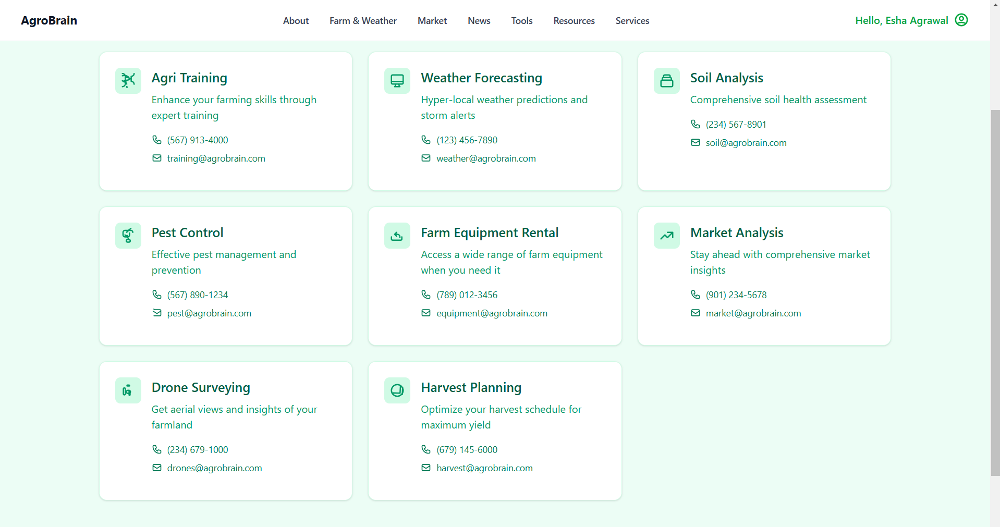 AgroBrain
About
Farm & Weather
Market
News
Tools
Resources
Services
Hello, Esha Agrawal
Agri Training
Enhance your farming skills through
expert training
(567) 913-4000
training@agrobrain.com
Weather Forecasting
Hyper-local weather predictions and
storm alerts
(123) 456-7890
weather@agrobrain.com
Soil Analysis
Comprehensive soil health assessment
(234) 567-8901
soil@agrobrain.com
Pest Control
Effective pest management and
prevention
(567) 890-1234
pest@agrobrain.com
Farm Equipment Rental
Access a wide range of farm equipment
when you need it
(789) 012-3456
equipment@agrobrain.com
Market Analysis
Stay ahead with comprehensive market
insights
(901) 234-5678
market@agrobrain.com
Drone Surveying
Get aerial views and insights of your
farmland
(234) 679-1000
drones@agrobrain.com
Harvest Planning
Optimize your harvest schedule for
maximum yield
(679) 145-6000
harvest@agrobrain.com